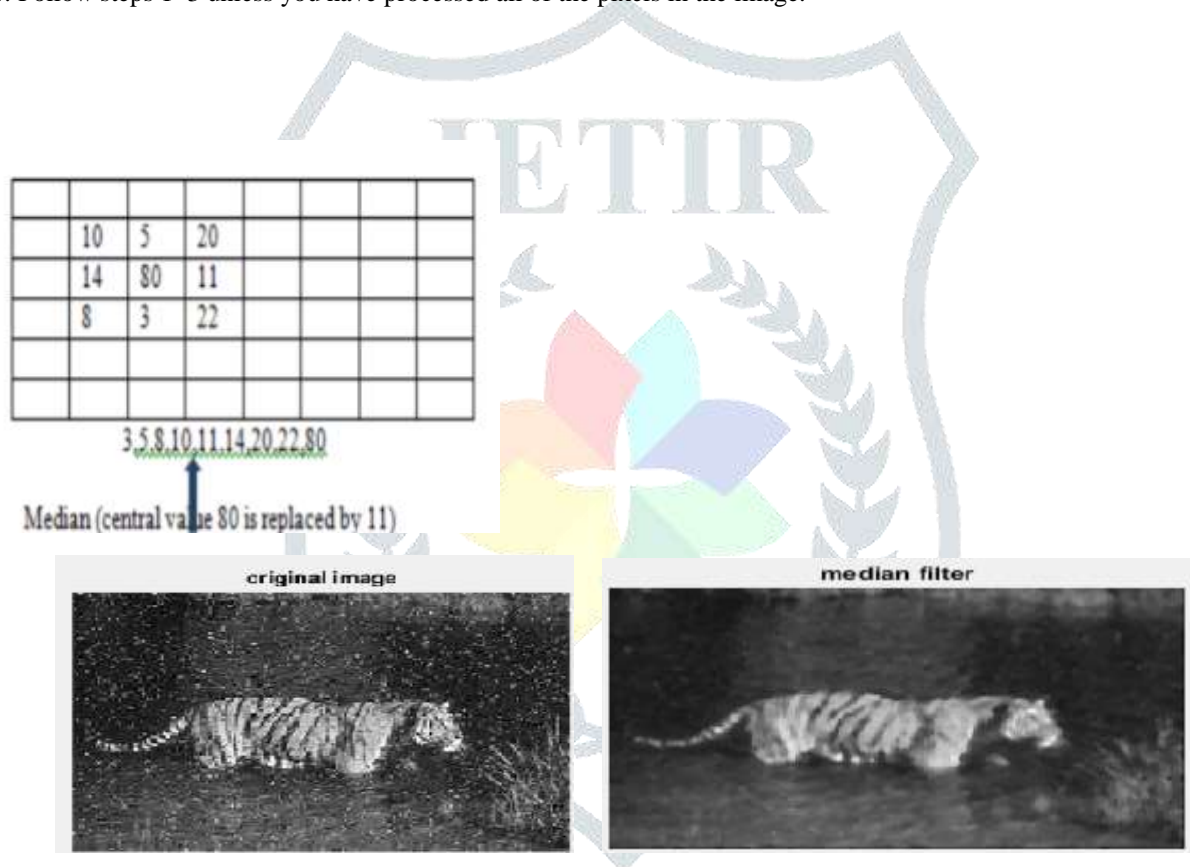 Follow steps 1-3 unless you have processed all of the pixels in the image.
JETIR
10 5 20
14 80 11
8 3 22
3,5,8,10,11,14,20,22,80
Median (central value 80 is replaced by 11)
criginal image
median filter